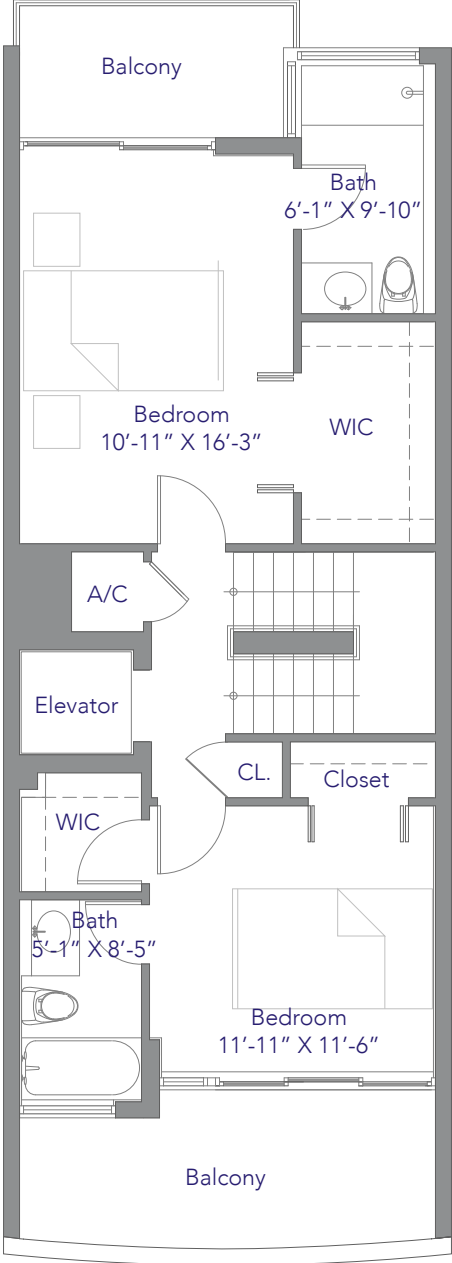 Balcony
Bath
6’-1” X 9’-10”
Bedroom
10’-11” X 16’-3”
WIC
A/C
Elevator
CL.
Closet
WIC
Bath
5’-1” X 8’-5”
Bedroom
11’-11” X 11’-6”
Balcony